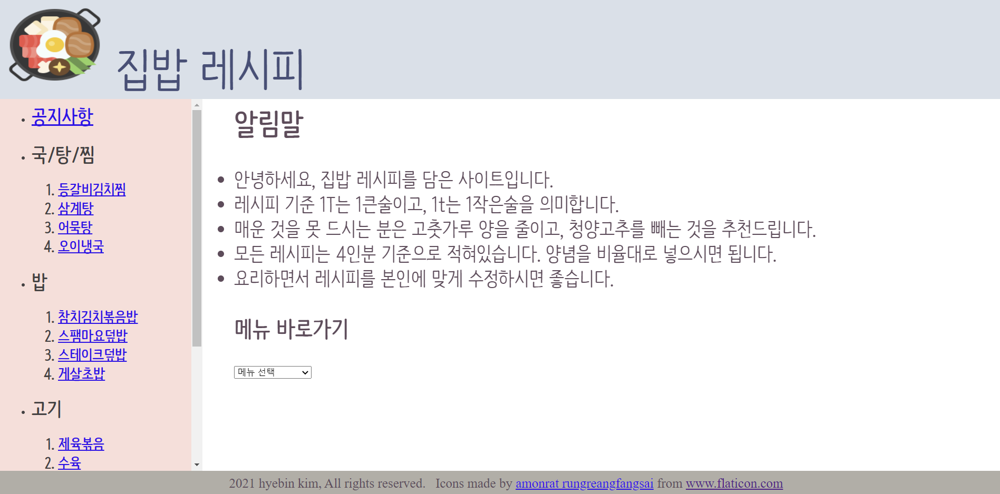 집밥 레시피
공지사항
국/탕/찜
1. 등갈비김치찜
2. 삼계탕
3. 어묵탕
4. 오이냉국
밥
1. 참치김치볶음밥
2. 스팸마요덮밥
3. 스테이크덮밥
4. 게살초밥
고기
1. 제육볶음
2. 수육
알림말
안녕하세요, 집밥 레시피를 담은 사이트입니다.
레시피 기준 1T는 1큰술이고, 1t는 1작은술을 의미합니다.
매운 것을 못 드시는 분은 고춧가루 양을 줄이고, 청양고추를 빼는 것을 추천드립니다.
모든 레시피는 4인분 기준으로 적혀있습니다. 양념을 비율대로 넣으시면 됩니다.
요리하면서 레시피를 본인에 맞게 수정하시면 좋습니다.
메뉴 바로가기
메뉴 선택
2021 hyebin kim, All rights reserved. Icons made by amonrat rungreangfangsai from www.flaticon.com